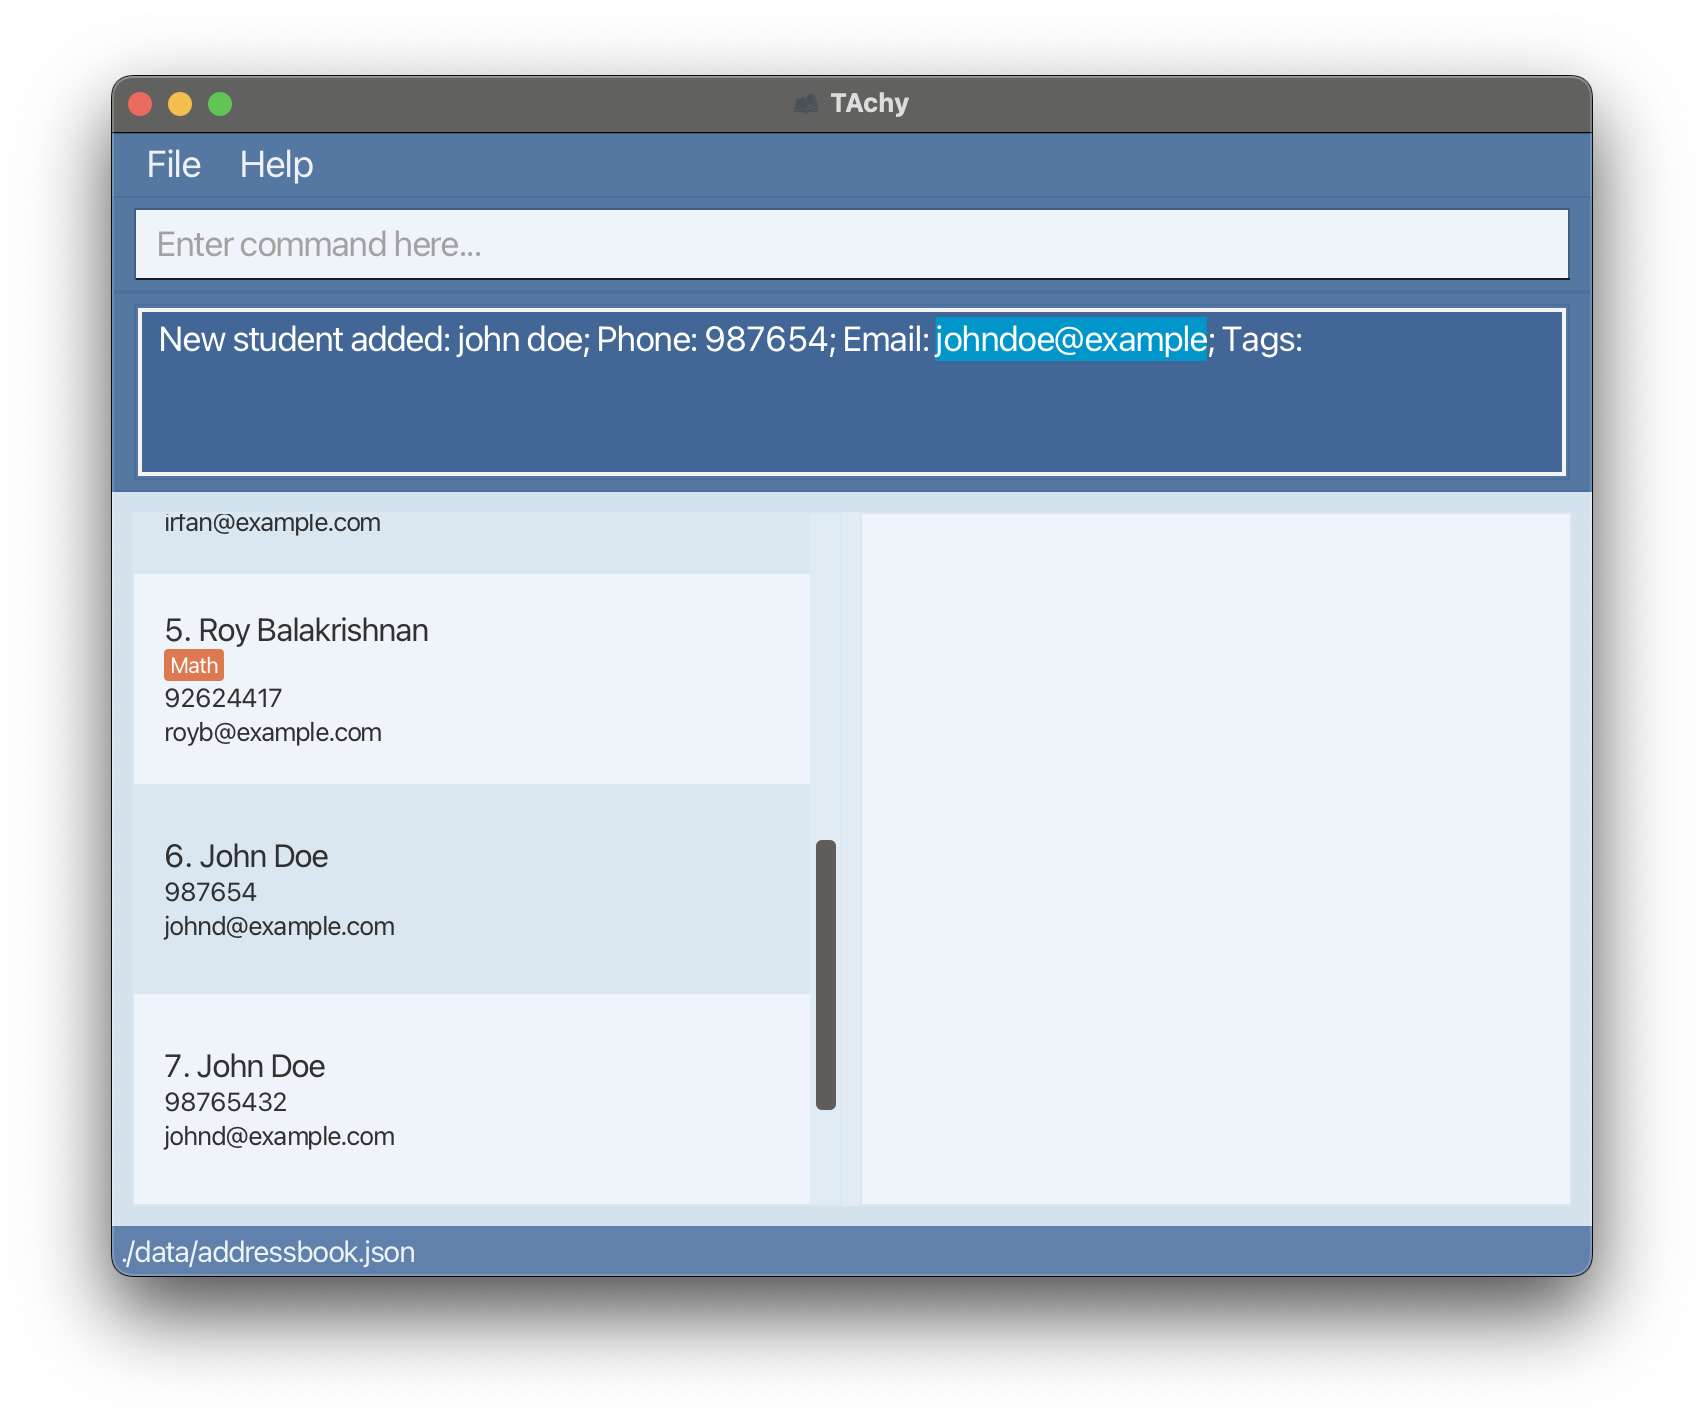 TAchy
File Help
Enter command here...
New student added: john doe; Phone: 987654; Email: johndoe@example; Tags:
irfan@example.com
5. Roy Balakrishnan
Math
92624417
royb@example.com
6. John Doe
987654
johnd@example.com
7. John Doe
98765432
johnd@example.com
./data/addressbook.json